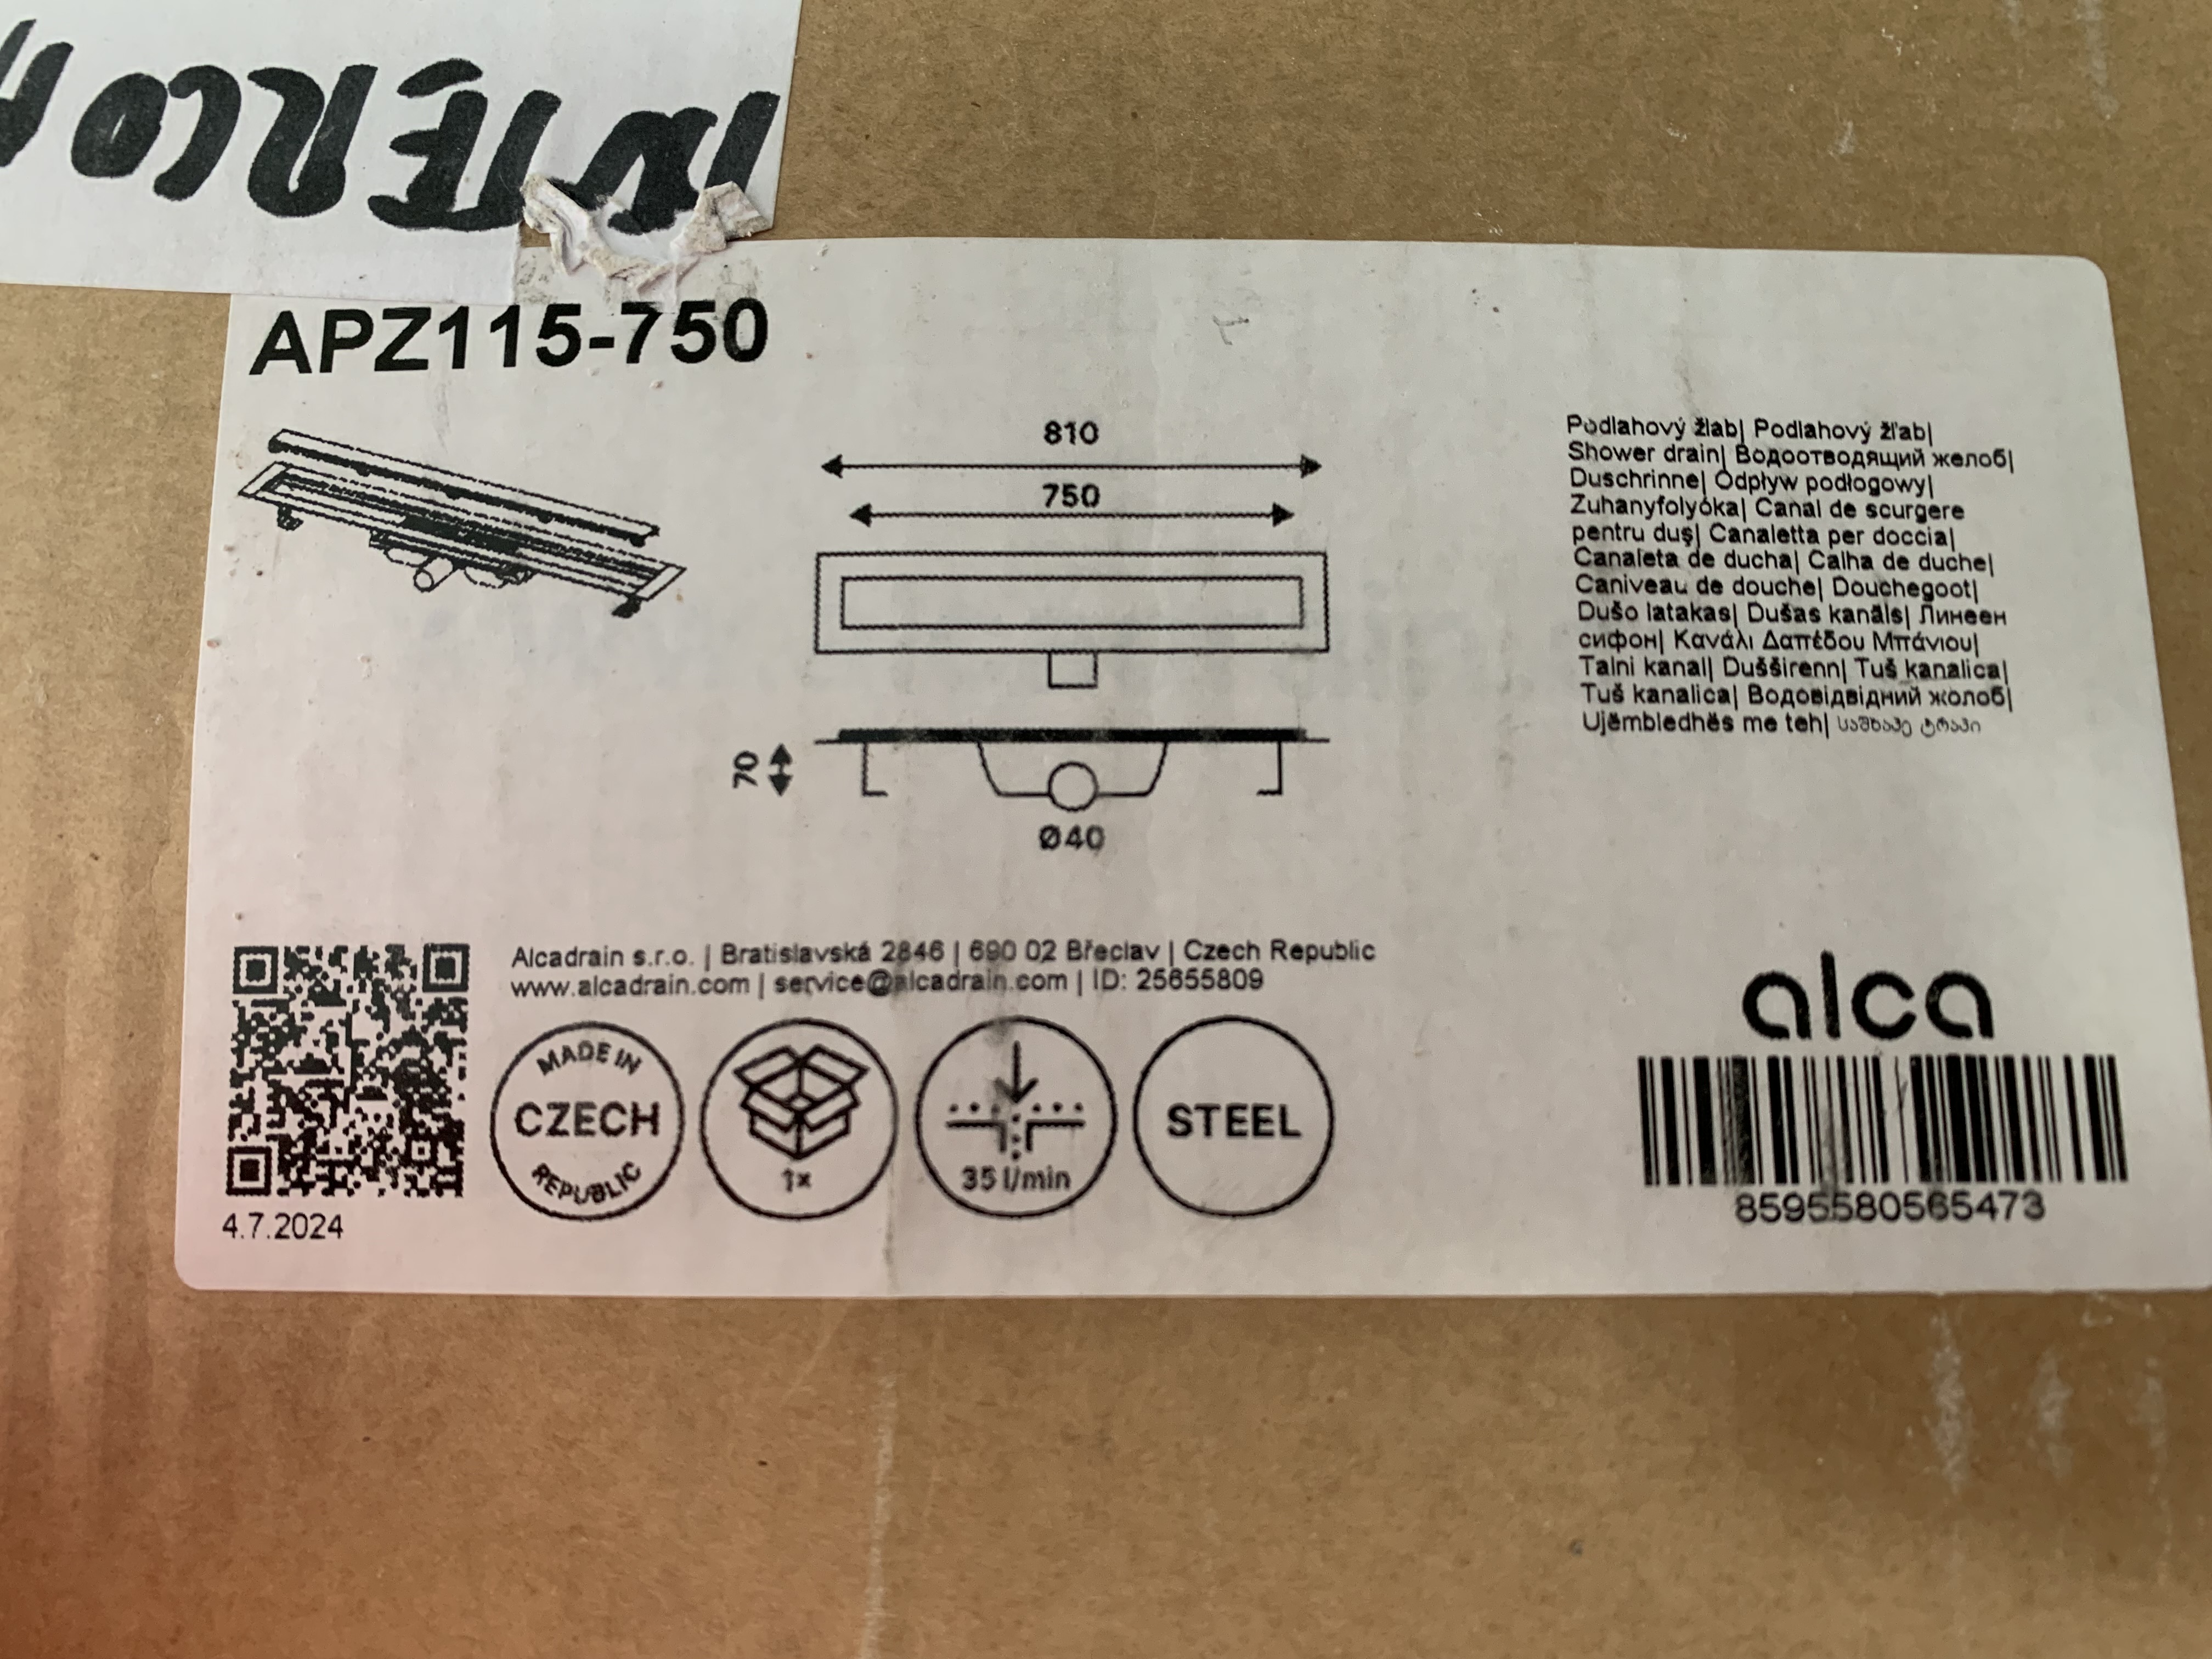 INTERCO
APZ115-750
810
750
70
Ø40
Podlahový žlab| Podlahový žľab|
Shower drain| Водоотводящий желоб|
Duschrinne| Odpływ podłogowy|
Zuhanyfolyóka| Canal de scurgere
pentru duş| Canaletta per doccia|
Canaleta de ducha| Calha de duche|
Caniveau de douche| Douchegoot|
Dušo latakas| Dušas kanāls| Линеен
сифон| Κανάλι Δαπέδου Μπάνιου|
Talni kanal| Dušširenn| Tuš kanalica|
Tuš kanalica| Водовідвідний жолоб|
Ujëmbledhës me teh| საშხაპე ტრაპი
Alcadrain s.r.o. | Bratislavská 2846 | 690 02 Břeclav | Czech Republic
www.alcadrain.com | service@alcadrain.com | ID: 25655809
MADE IN
CZECH
REPUBLIC
1x
35 l/min
STEEL
4.7.2024
alca
8595580565473